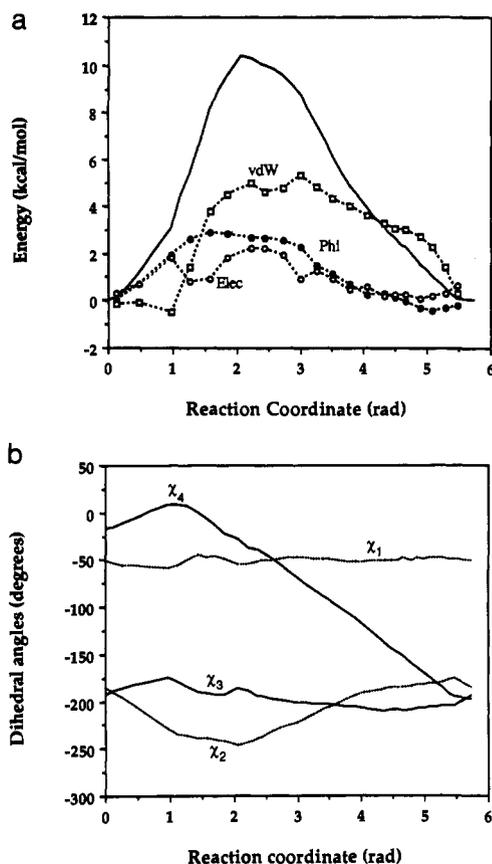 a
12
10
8
6
4
2
0
-2
Energy (kcal/mol)
vdW
Phi
Elec
0 1 2 3 4 5 6
Reaction Coordinate (rad)
b
50
0
-50
-100
-150
-200
-250
-300
Dihedral angles (degrees)
χ4
χ1
χ3
χ2
0 1 2 3 4 5 6
Reaction coordinate (rad)